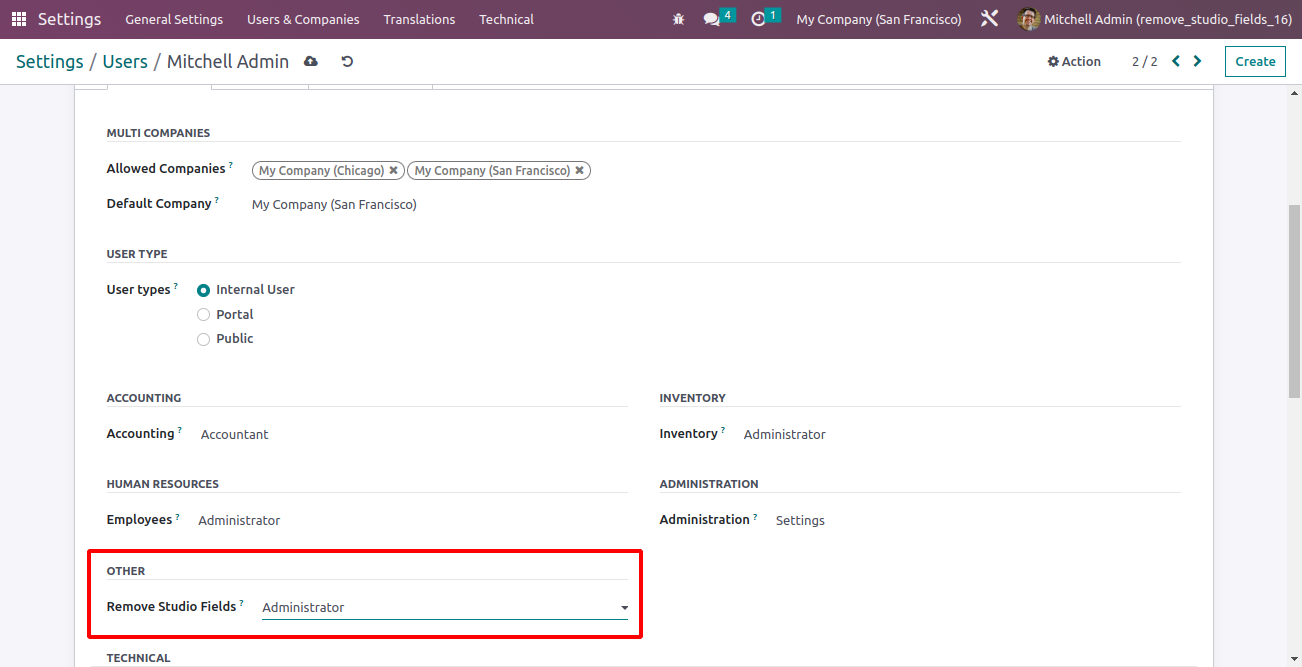 Settings General Settings Users & Companies Translations Technical 4 1 My Company (San Francisco) Mitchell Admin (remove_studio_fields_16)
Settings / Users / Mitchell Admin Action 2 / 2 Create
MULTI COMPANIES
Allowed Companies ? My Company (Chicago) ✖ My Company (San Francisco) ✖
Default Company ? My Company (San Francisco)
USER TYPE
User types ? Internal User
Portal
Public
ACCOUNTING INVENTORY
Accounting ? Accountant Inventory ? Administrator
HUMAN RESOURCES ADMINISTRATION
Employees ? Administrator Administration ? Settings
OTHER
Remove Studio Fields ? Administrator
TECHNICAL